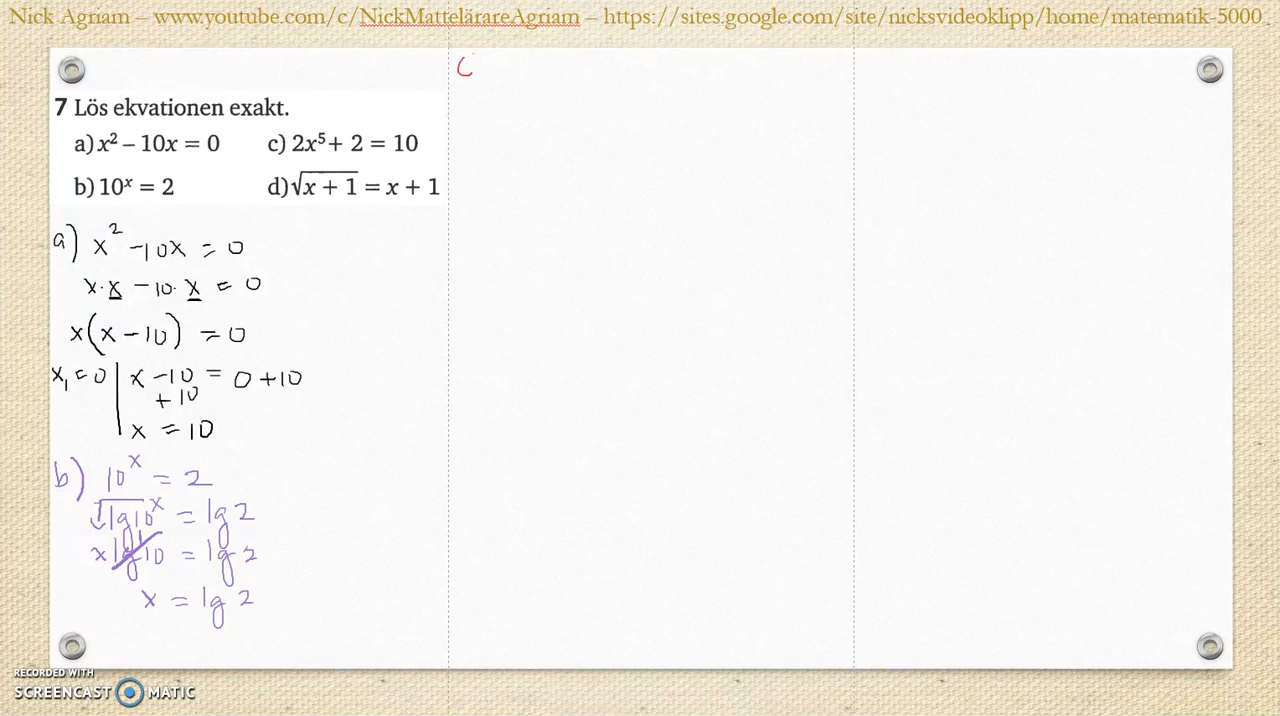 Nick Agriam – www.youtube.com/c/NickMattelärareAgriam – https://sites.google.com/site/nicksvideoklipp/home/matematik-5000
7 Lös ekvationen exakt.
a) x² – 10x = 0 c) 2x⁵ + 2 = 10
b) 10ˣ = 2 d) √(x + 1) = x + 1
a) x² – 10x = 0
x · x – 10 · x = 0
x(x – 10) = 0
x₁ = 0 | x – 10 = 0 + 10
+ 10
x = 10
b) 10ˣ = 2
lg 10ˣ = lg 2
x lg 10 = lg 2
x = lg 2
C
RECORDED WITH
SCREENCAST MATIC